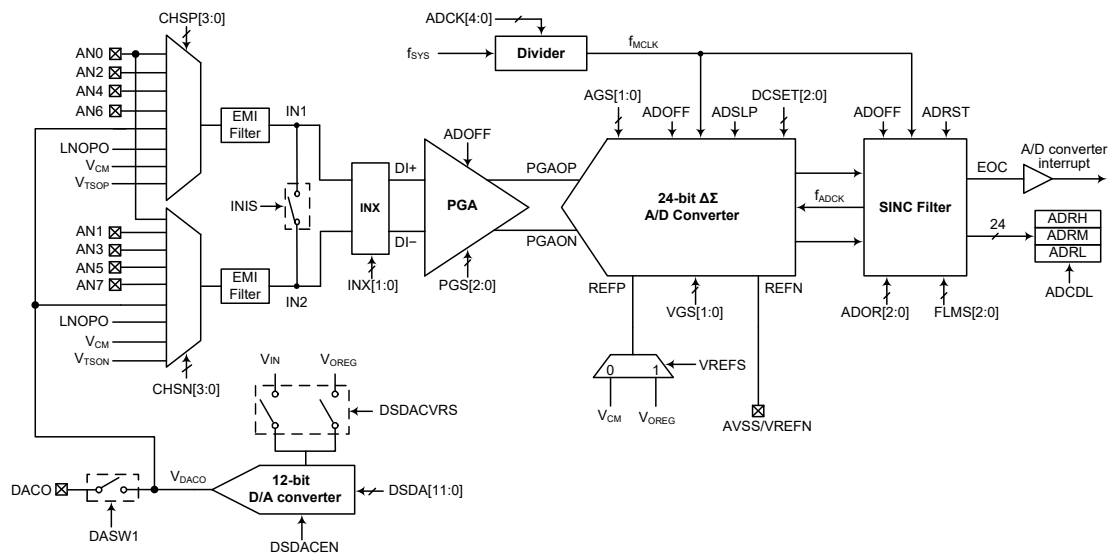 CHSP[3:0]
AN0
AN2
AN4
AN6
LNOPO
VCM
VTSOP
EMI
Filter
IN1
INIS
AN1
AN3
AN5
AN7
LNOPO
VCM
VTSON
CHSN[3:0]
EMI
Filter
IN2
INX
INX[1:0]
DI+
DI−
ADOFF
PGA
PGS[2:0]
PGAOP
PGAON
ADCK[4:0]
fSYS
Divider
fMCLK
AGS[1:0]
ADOFF
ADSLP
DCSET[2:0]
24-bit ΔΣ
A/D Converter
REFP
VGS[1:0]
REFN
0
1
VREFS
VCM
VOREG
AVSS/VREFN
fADCK
ADOFF
ADRST
SINC Filter
ADOR[2:0]
FLMS[2:0]
EOC
A/D converter
interrupt
24
ADRH
ADRM
ADRL
ADCDL
VIN
VOREG
DSDACVRS
DACO
DASW1
VDACO
12-bit
D/A converter
DSDA[11:0]
DSDACEN